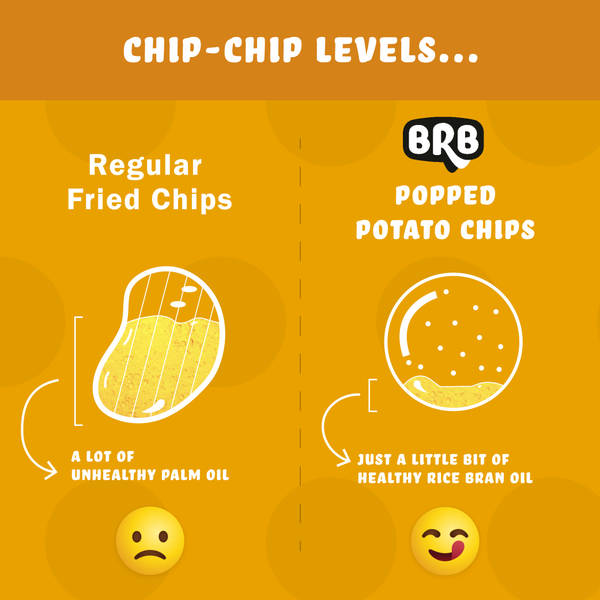 CHIP-CHIP LEVELS...
Regular
Fried Chips
A LOT OF
UNHEALTHY PALM OIL
BRB
POPPED
POTATO CHIPS
JUST A LITTLE BIT OF
HEALTHY RICE BRAN OIL